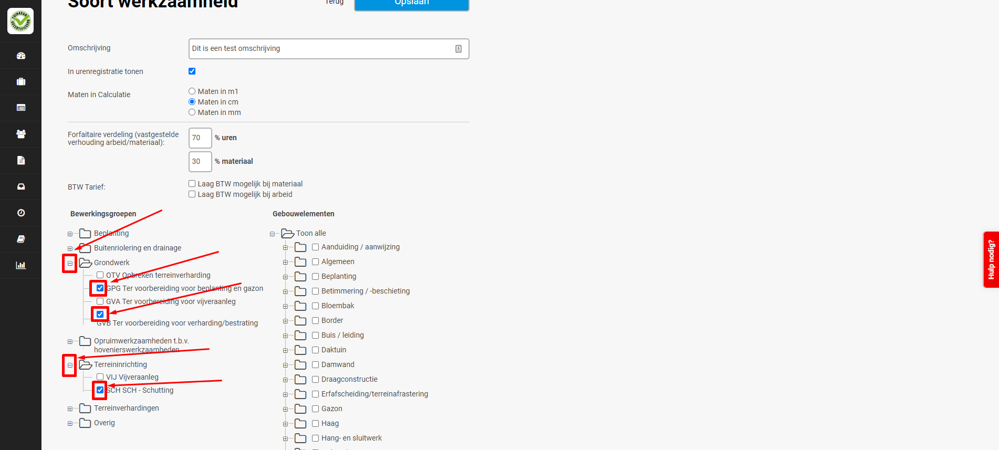 Soort werkzaamheid
Terug
Opslaan
TUINKEUR
GECERTIFICEERD
Omschrijving
Dit is een test omschrijving
In urenregistratie tonen
Maten in Calculatie
Maten in m1
Maten in cm
Maten in mm
Forfaitaire verdeling (vastgestelde
verhouding arbeid/materiaal):
70
% uren
30
% materiaal
BTW Tarief:
Laag BTW mogelijk bij materiaal
Laag BTW mogelijk bij arbeid
Bewerkingsgroepen
Beplanting
Buitenriolering en drainage
Grondwerk
OTV Opbreken terreinverharding
GPG Ter voorbereiding voor beplanting en gazon
GVA Ter voorbereiding voor vijveraanleg
GVB Ter voorbereiding voor verharding/bestrating
Opruimwerkzaamheden t.b.v.
hovenierswerkzaamheden
Terreininrichting
VIJ Vijveraanleg
SCH SCH - Schutting
Terreinverhardingen
Overig
Gebouwelementen
Toon alle
Aanduiding / aanwijzing
Algemeen
Beplanting
Betimmering / -beschieting
Bloembak
Border
Buis / leiding
Daktuin
Damwand
Draagconstructie
Erfafscheiding/terreinafrastering
Gazon
Haag
Hang- en sluitwerk
Hulp nodig?